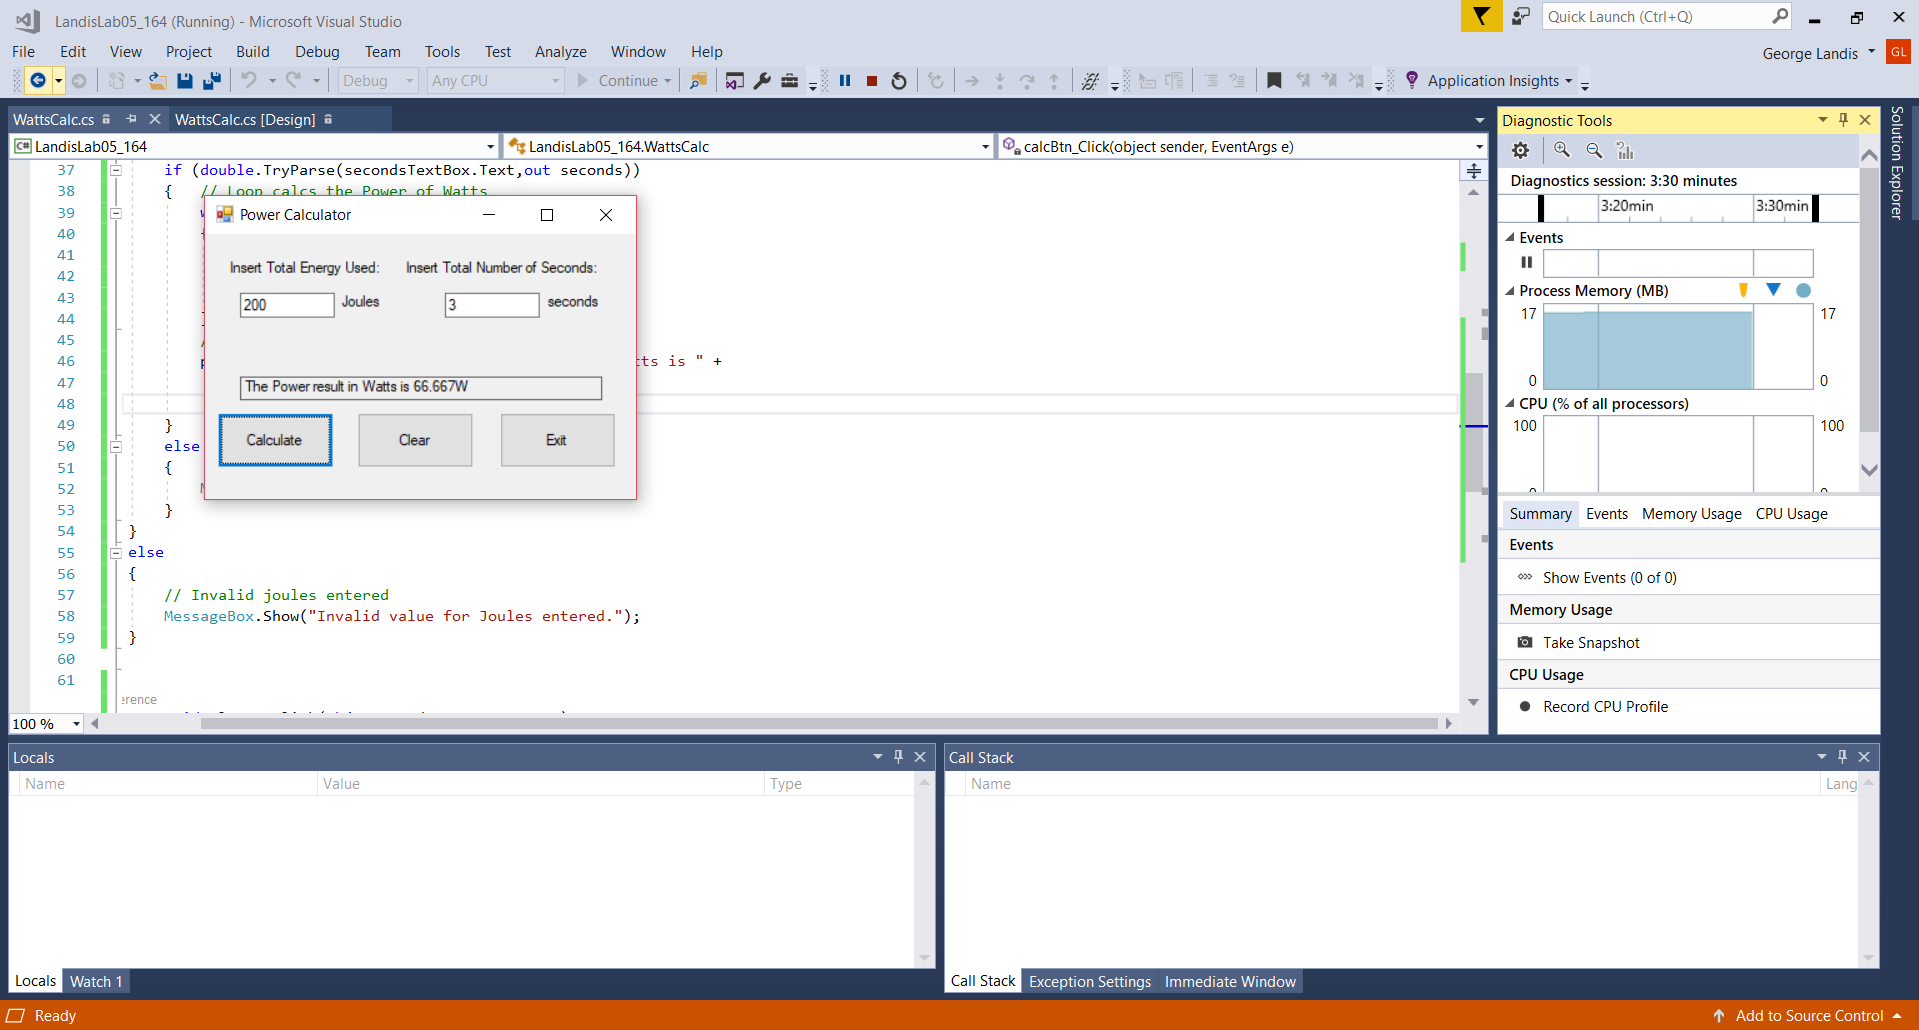 LandisLab05_164 (Running) - Microsoft Visual Studio
Quick Launch (Ctrl+Q)
File Edit View Project Build Debug Team Tools Test Analyze Window Help
George Landis GL
Debug Any CPU Continue Application Insights
WattsCalc.cs WattsCalc.cs [Design]
C# LandisLab05_164 LandisLab05_164.WattsCalc calcBtn_Click(object sender, EventArgs e)
37 if (double.TryParse(secondsTextBox.Text,out seconds))
38 { // Loop calcs the Power of Watts
39
40
41
42
43
44
45
46 tts is " +
47
48
49 }
50 else
51 {
52
53 }
54 }
55 else
56 {
57 // Invalid joules entered
58 MessageBox.Show("Invalid value for Joules entered.");
59 }
60
61
erence
100 %
Power Calculator
Insert Total Energy Used: Insert Total Number of Seconds:
200 Joules 3 seconds
The Power result in Watts is 66.667W
Calculate Clear Exit
Diagnostic Tools
Diagnostics session: 3:30 minutes
3:20min 3:30min
Events
Process Memory (MB)
17 17
0 0
CPU (% of all processors)
100 100
0 0
Summary Events Memory Usage CPU Usage
Events
Show Events (0 of 0)
Memory Usage
Take Snapshot
CPU Usage
Record CPU Profile
Solution Explorer
Locals
Name Value Type
Locals Watch 1
Call Stack
Name Lang
Call Stack Exception Settings Immediate Window
Ready
Add to Source Control